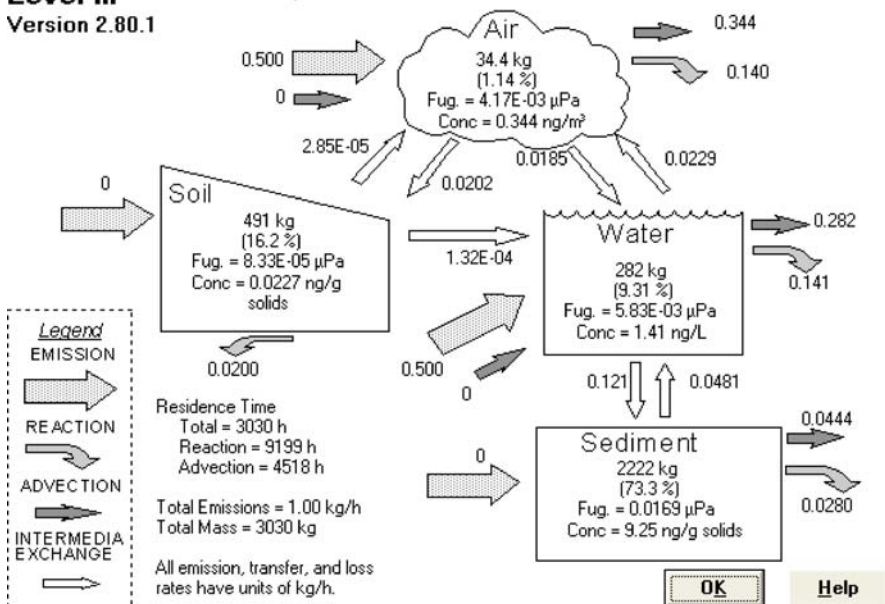 Version 2.80.1
Air
34.4 kg
(1.14 %)
Fug. = 4.17E-03 µPa
Conc = 0.344 ng/m³
0.500
0
0.344
0.140
2.85E-05
0.0202
0.0185
0.0229
0
Soil
491 kg
(16.2 %)
Fug. = 8.33E-05 µPa
Conc = 0.0227 ng/g
solids
1.32E-04
Water
282 kg
(9.31 %)
Fug. = 5.83E-03 µPa
Conc = 1.41 ng/L
0.282
0.141
0.0200
0.500
0
0.121
0.0481
Legend
EMISSION
REACTION
ADVECTION
INTERMEDIA
EXCHANGE
Residence Time
Total = 3030 h
Reaction = 9199 h
Advection = 4518 h
Total Emissions = 1.00 kg/h
Total Mass = 3030 kg
All emission, transfer, and loss
rates have units of kg/h.
0
Sediment
2222 kg
(73.3 %)
Fug. = 0.0169 µPa
Conc = 9.25 ng/g solids
0.0444
0.0280
OK
Help